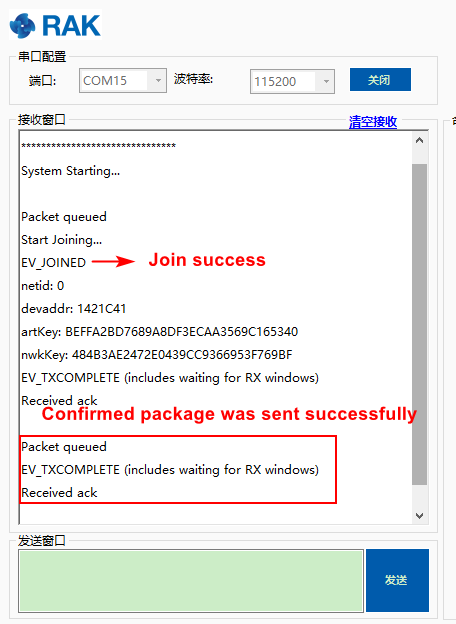 RAK
串口配置
端口: COM15 波特率: 115200 关闭
接收窗口 清空接收
******************************
System Starting...
Packet queued
Start Joining...
EV_JOINED Join success
netid: 0
devaddr: 1421C41
artKey: BEFFA2BD7689A8DF3ECAA3569C165340
nwkKey: 484B3AE2472E0439CC9366953F769BF
EV_TXCOMPLETE (includes waiting for RX windows)
Received ack
Confirmed package was sent successfully
Packet queued
EV_TXCOMPLETE (includes waiting for RX windows)
Received ack
发送窗口
发送